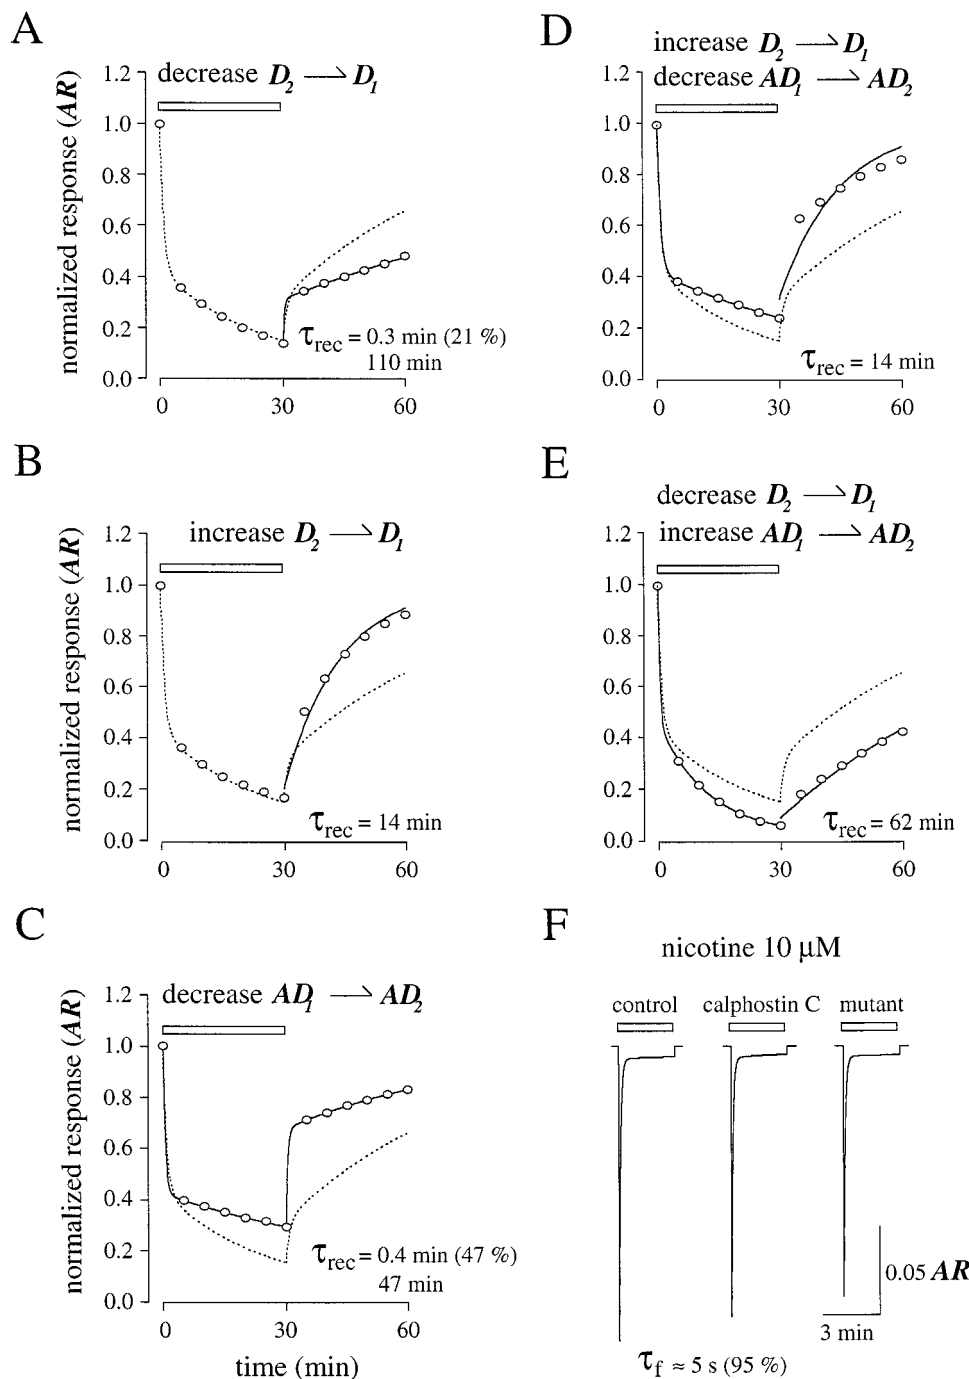 A
decrease D2 ⇀ D1
normalized response (AR)
1.2
1.0
0.8
0.6
0.4
0.2
0.0
τrec = 0.3 min (21 %)
110 min
0 30 60
B
increase D2 ⇀ D1
normalized response (AR)
1.2
1.0
0.8
0.6
0.4
0.2
0.0
τrec = 14 min
0 30 60
C
decrease AD1 ⇀ AD2
normalized response (AR)
1.2
1.0
0.8
0.6
0.4
0.2
0.0
τrec = 0.4 min (47 %)
47 min
0 30 60
time (min)
D
increase D2 ⇀ D1
decrease AD1 ⇀ AD2
1.2
1.0
0.8
0.6
0.4
0.2
0.0
τrec = 14 min
0 30 60
E
decrease D2 ⇀ D1
increase AD1 ⇀ AD2
1.2
1.0
0.8
0.6
0.4
0.2
0.0
τrec = 62 min
0 30 60
F
nicotine 10 μM
control calphostin C mutant
0.05 AR
3 min
τf ≈ 5 s (95 %)